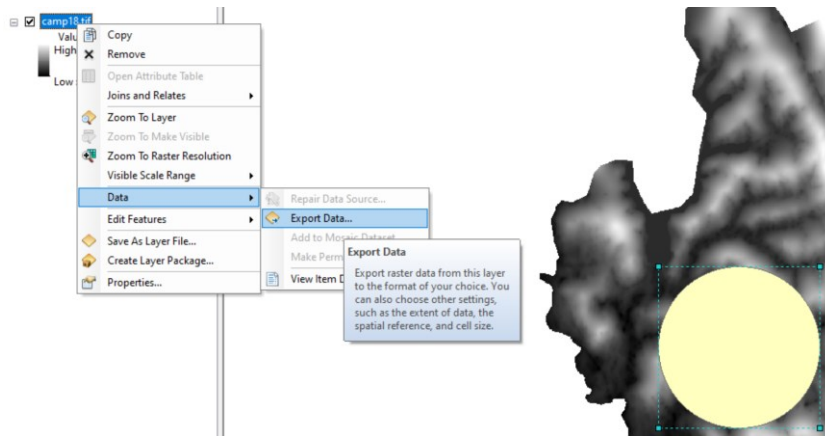 camp18.tif
Valu
High
Low :
Copy
Remove
Open Attribute Table
Joins and Relates
Zoom To Layer
Zoom To Make Visible
Zoom To Raster Resolution
Visible Scale Range
Data
Edit Features
Save As Layer File...
Create Layer Package...
Properties...
Repair Data Source...
Export Data...
Add to Mosaic Dataset...
Make Perm
View Item D
Export Data
Export raster data from this layer
to the format of your choice. You
can also choose other settings,
such as the extent of data, the
spatial reference, and cell size.